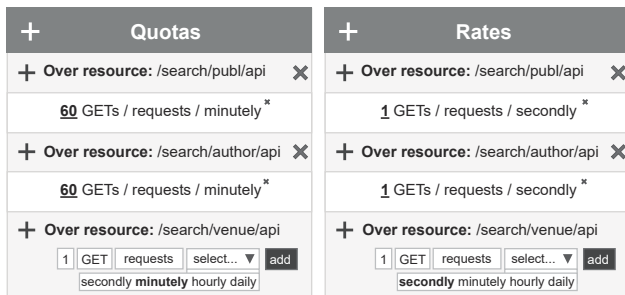 + Quotas
+ Over resource: /search/publ/api ×
60 GETs / requests / minutely ×
+ Over resource: /search/author/api ×
60 GETs / requests / minutely ×
+ Over resource: /search/venue/api
1 GET requests select... ▼ add
secondly minutely hourly daily
+ Rates
+ Over resource: /search/publ/api ×
1 GETs / requests / secondly ×
+ Over resource: /search/author/api ×
1 GETs / requests / secondly ×
+ Over resource: /search/venue/api
1 GET requests select... ▼ add
secondly minutely hourly daily